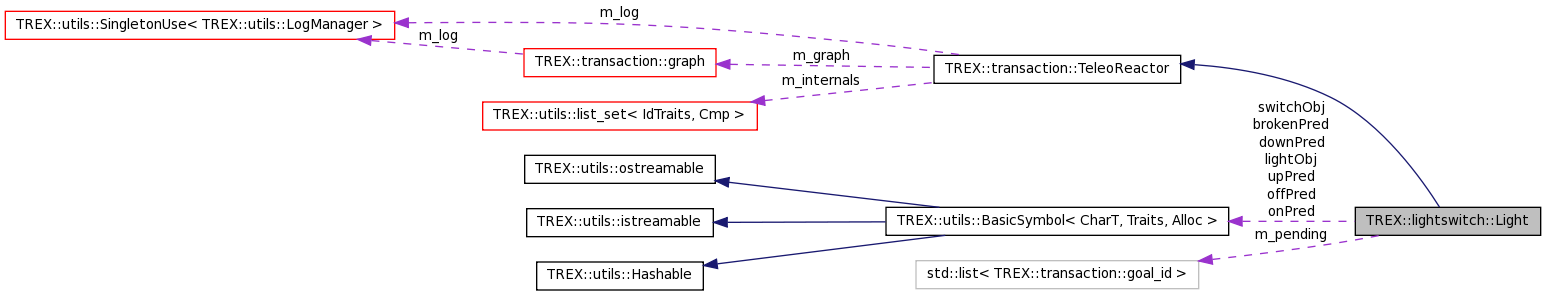 TREX::utils::SingletonUse< TREX::utils::LogManager >
m_log
m_log
TREX::transaction::graph
m_graph
TREX::transaction::TeleoReactor
m_internals
TREX::utils::list_set< IdTraits, Cmp >
switchObj
brokenPred
downPred
lightObj
upPred
offPred
onPred
TREX::utils::ostreamable
TREX::utils::istreamable
TREX::utils::BasicSymbol< CharT, Traits, Alloc >
TREX::lightswitch::Light
m_pending
TREX::utils::Hashable
std::list< TREX::transaction::goal_id >